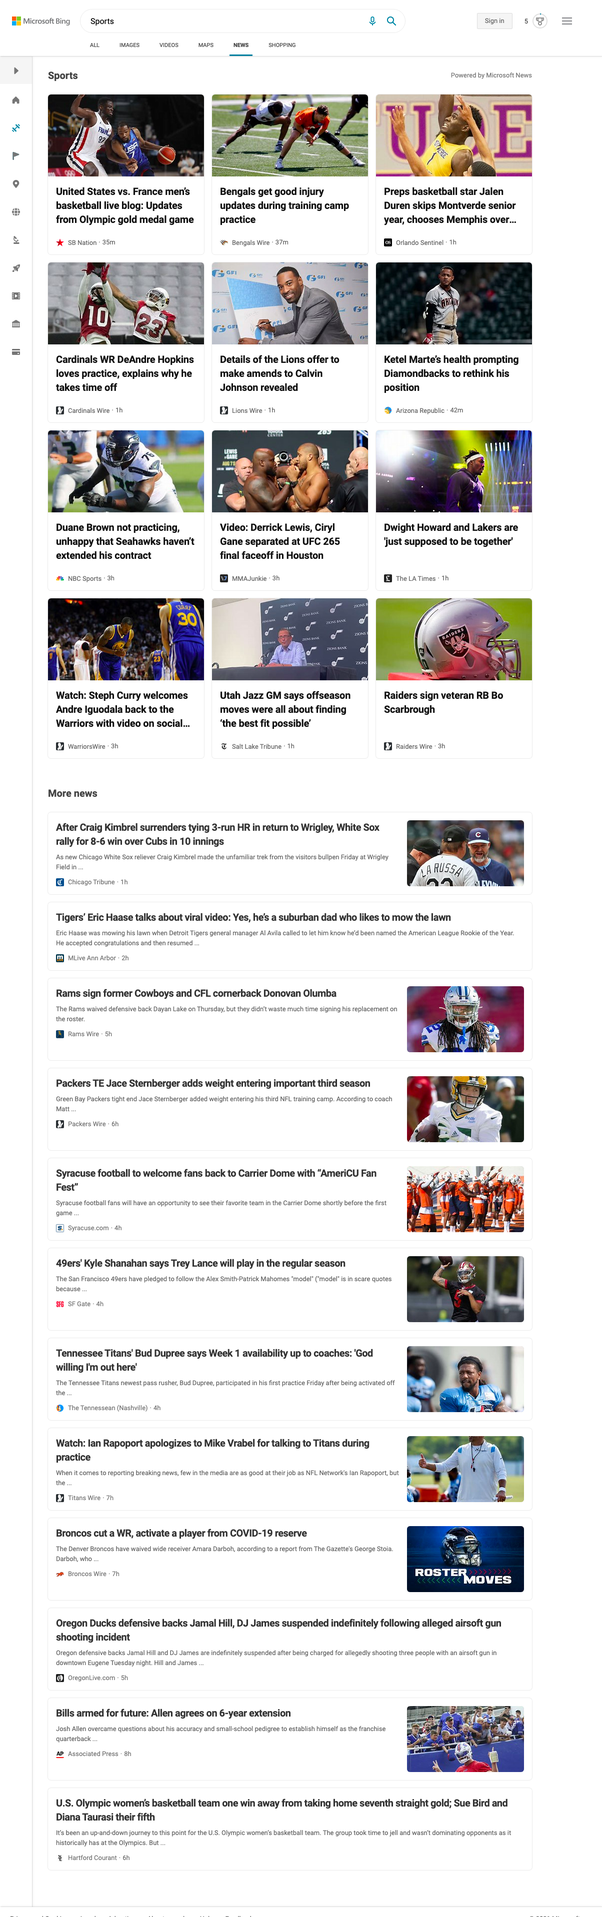 Microsoft Bing
Sports
Sign in
5
ALL IMAGES VIDEOS MAPS NEWS SHOPPING
Sports
Powered by Microsoft News
United States vs. France men's
basketball live blog: Updates
from Olympic gold medal game
SB Nation · 35m
Bengals get good injury
updates during training camp
practice
Bengals Wire · 37m
Preps basketball star Jalen
Duren skips Montverde senior
year, chooses Memphis over...
Orlando Sentinel · 1h
Cardinals WR DeAndre Hopkins
loves practice, explains why he
takes time off
Cardinals Wire · 1h
Details of the Lions offer to
make amends to Calvin
Johnson revealed
Lions Wire · 1h
Ketel Marte's health prompting
Diamondbacks to rethink his
position
Arizona Republic · 42m
Duane Brown not practicing,
unhappy that Seahawks haven't
extended his contract
NBC Sports · 3h
Video: Derrick Lewis, Ciryl
Gane separated at UFC 265
final faceoff in Houston
MMAJunkie · 3h
Dwight Howard and Lakers are
'just supposed to be together'
The LA Times · 1h
Watch: Steph Curry welcomes
Andre Iguodala back to the
Warriors with video on social...
WarriorsWire · 3h
Utah Jazz GM says offseason
moves were all about finding
'the best fit possible'
Salt Lake Tribune · 1h
Raiders sign veteran RB Bo
Scarbrough
Raiders Wire · 3h
More news
After Craig Kimbrel surrenders tying 3-run HR in return to Wrigley, White Sox
rally for 8-6 win over Cubs in 10 innings
As new Chicago White Sox reliever Craig Kimbrel made the unfamiliar trek from the visitors bullpen Friday at Wrigley
Field in ...
Chicago Tribune · 1h
LA RUSSA
Tigers' Eric Haase talks about viral video: Yes, he's a suburban dad who likes to mow the lawn
Eric Haase was mowing his lawn when Detroit Tigers general manager Al Avila called to let him know he'd been named the American League Rookie of the Year.
He accepted congratulations and then resumed ...
MLive Ann Arbor · 2h
Rams sign former Cowboys and CFL cornerback Donovan Olumba
The Rams waived defensive back Dayan Lake on Thursday, but they didn't waste much time signing his replacement on
the roster.
Rams Wire · 5h
Packers TE Jace Sternberger adds weight entering important third season
Green Bay Packers tight end Jace Sternberger added weight entering his third NFL training camp. According to coach
Matt ...
Packers Wire · 6h
Syracuse football to welcome fans back to Carrier Dome with "AmeriCU Fan
Fest"
Syracuse football fans will have an opportunity to see their favorite team in the Carrier Dome shortly before the first
game ...
Syracuse.com · 4h
49ers' Kyle Shanahan says Trey Lance will play in the regular season
The San Francisco 49ers have pledged to follow the Alex Smith-Patrick Mahomes "model" ("model" is in scare quotes
because ...
SF Gate · 4h
Tennessee Titans' Bud Dupree says Week 1 availability up to coaches: 'God
willing I'm out here'
The Tennessee Titans newest pass rusher, Bud Dupree, participated in his first practice Friday after being activated off
the ...
The Tennessean (Nashville) · 4h
Watch: Ian Rapoport apologizes to Mike Vrabel for talking to Titans during
practice
When it comes to reporting breaking news, few in the media are as good at their job as NFL Network's Ian Rapoport, but
the ...
Titans Wire · 7h
Broncos cut a WR, activate a player from COVID-19 reserve
The Denver Broncos have waived wide receiver Amara Darboh, according to a report from The Gazette's George Stoia.
Darboh, who ...
Broncos Wire · 7h
ROSTER
MOVES
Oregon Ducks defensive backs Jamal Hill, DJ James suspended indefinitely following alleged airsoft gun
shooting incident
Oregon defensive backs Jamal Hill and DJ James are indefinitely suspended after being charged for allegedly shooting three people with an airsoft gun in
downtown Eugene Tuesday night. Hill and James ...
OregonLive.com · 5h
Bills armed for future: Allen agrees on 6-year extension
Josh Allen overcame questions about his accuracy and small-school pedigree to establish himself as the franchise
quarterback ...
Associated Press · 8h
U.S. Olympic women's basketball team one win away from taking home seventh straight gold; Sue Bird and
Diana Taurasi their fifth
It's been an up-and-down journey to this point for the U.S. Olympic women's basketball team. The group took time to jell and wasn't dominating opponents as it
historically has at the Olympics. But ...
Hartford Courant · 6h